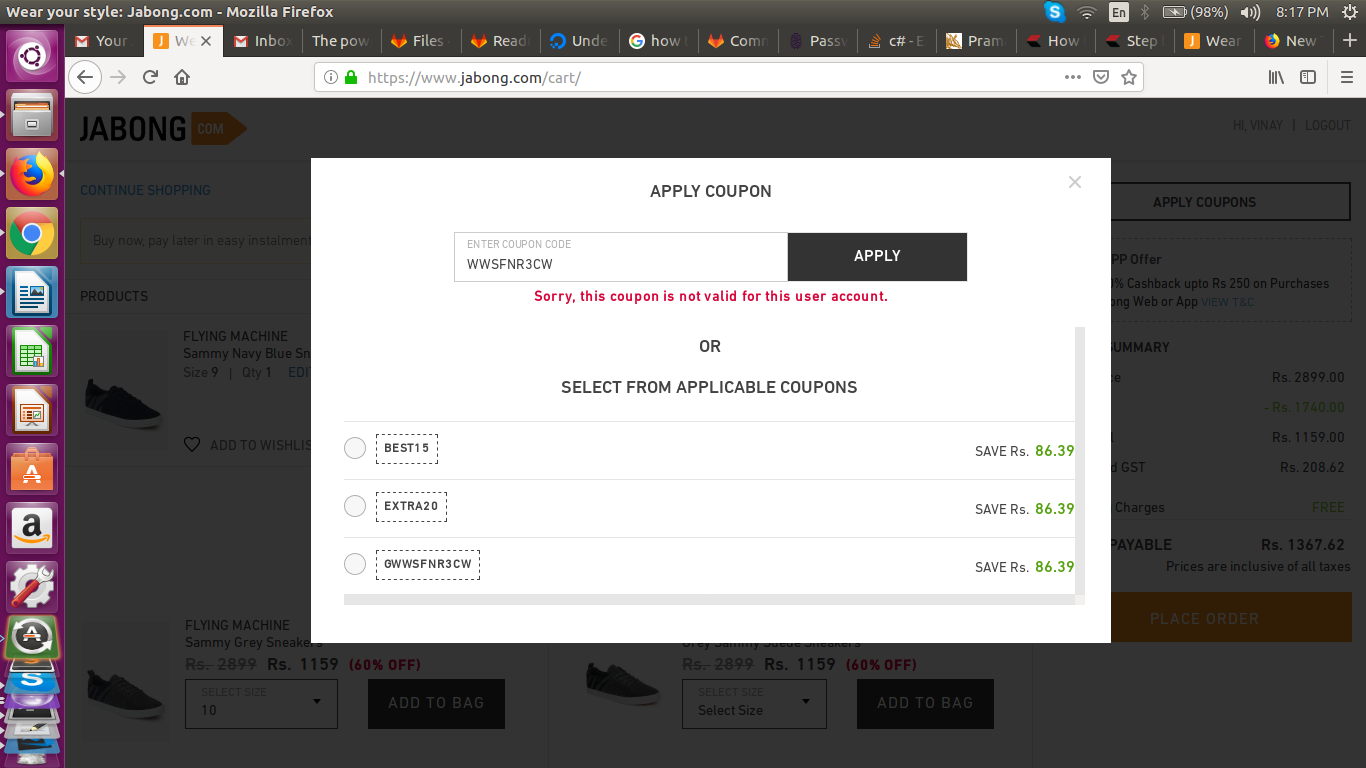 Wear your style: Jabong.com - Mozilla Firefox
En
(98%)
8:17 PM
Your
We
Inbox
The pow
Files -
Read
Unde
how t
Comm
Passw
c# - E
Pram
How
Step
Wear
New
https://www.jabong.com/cart/
JABONG COM
HI, VINAY | LOGOUT
CONTINUE SHOPPING
Buy now, pay later in easy instalment
PRODUCTS
FLYING MACHINE
Sammy Navy Blue Sn
Size 9 | Qty 1 EDIT
ADD TO WISHLIS
APPLY COUPON
ENTER COUPON CODE
WWSFNR3CW
APPLY
Sorry, this coupon is not valid for this user account.
OR
SELECT FROM APPLICABLE COUPONS
BEST15
SAVE Rs. 86.39
EXTRA20
SAVE Rs. 86.39
GWWSFNR3CW
SAVE Rs. 86.39
APPLY COUPONS
PP Offer
0% Cashback upto Rs 250 on Purchases
ong Web or App VIEW T&C
SUMMARY
ce Rs. 2899.00
- Rs. 1740.00
l Rs. 1159.00
d GST Rs. 208.62
Charges FREE
PAYABLE Rs. 1367.62
Prices are inclusive of all taxes
PLACE ORDER
FLYING MACHINE
Sammy Grey Sneakers
Rs. 2899 Rs. 1159 (60% OFF)
SELECT SIZE
10
ADD TO BAG
Grey Sammy Suede Sneakers
Rs. 2899 Rs. 1159 (60% OFF)
SELECT SIZE
Select Size
ADD TO BAG